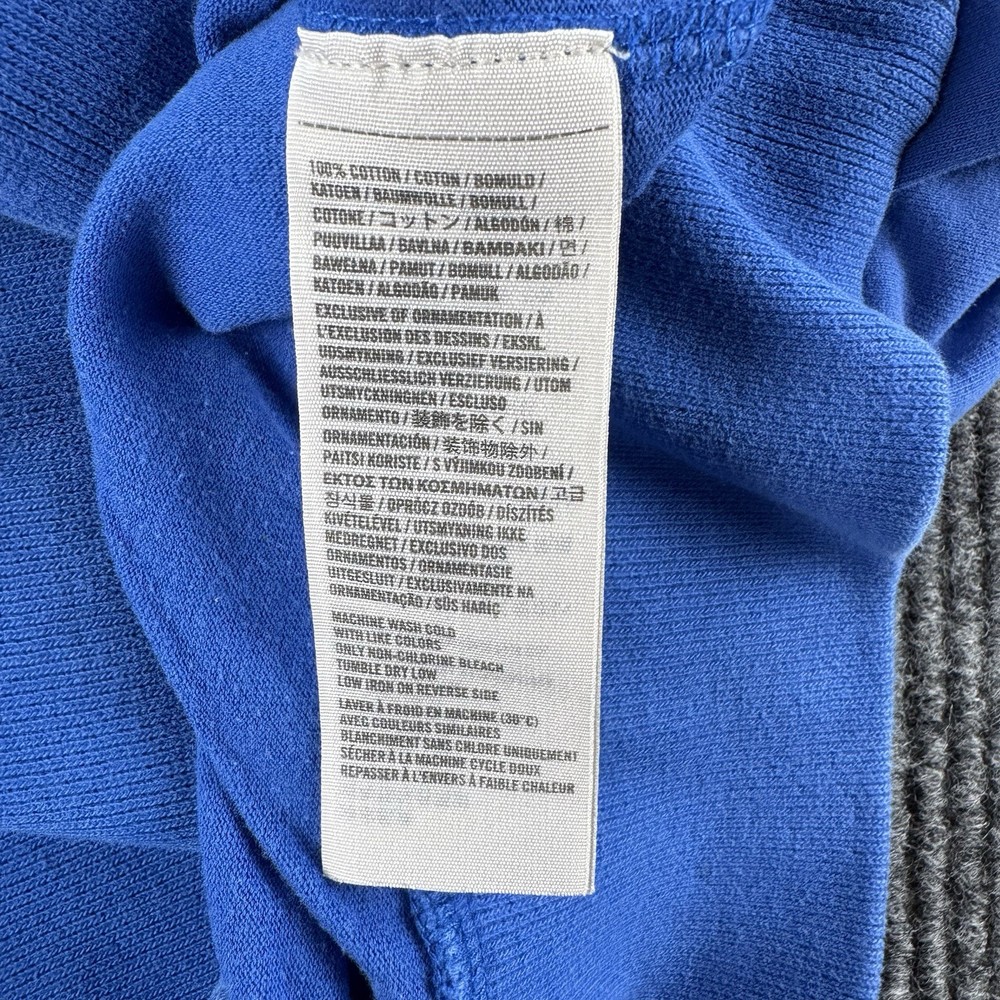 100% COTTON / COTON / BOMULD /
KATOEN / BAUMWOLLE / BOMULL /
COTONE / コットン / ALGODÓN / 棉 /
PUUVILLAA / BAVLNA / BAMBAKI / 면 /
BAWEŁNA / PAMUT / BOMULL / ALGODÃO /
KATOEN / ALGODÃO / PAMUK
EXCLUSIVE OF ORNAMENTATION / À
L'EXCLUSION DES DESSINS / EKSKL.
UDSMYKNING / EXCLUSIEF VERSIERING /
AUSSCHLIESSLICH VERZIERUNG / UTOM
UTSMYCKNINGNEN / ESCLUSO
ORNAMENTO / 装飾を除く / SIN
ORNAMENTACIÓN / 装饰物除外 /
PAITSI KORISTE / S VÝJIMKOU ZDOBENÍ /
ΕΚΤΟΣ ΤΩΝ ΚΟΣΜΗΜΑΤΩΝ / 고급
장식물 / OPRÓCZ OZDÓB / DÍSZÍTÉS
KIVÉTELÉVEL / UTSMYKNING IKKE
MEDREGNET / EXCLUSIVO DOS
ORNAMENTOS / ORNAMENTASIE
UITGESLUIT / EXCLUSIVAMENTE NA
ORNAMENTAÇÃO / SÜS HARIÇ
MACHINE WASH COLD
WITH LIKE COLORS
ONLY NON-CHLORINE BLEACH
TUMBLE DRY LOW
LOW IRON ON REVERSE SIDE
LAVER À FROID EN MACHINE (30°C)
AVEC COULEURS SIMILAIRES
BLANCHIMENT SANS CHLORE UNIQUEMENT
SÉCHER À LA MACHINE CYCLE DOUX
REPASSER À L'ENVERS À FAIBLE CHALEUR